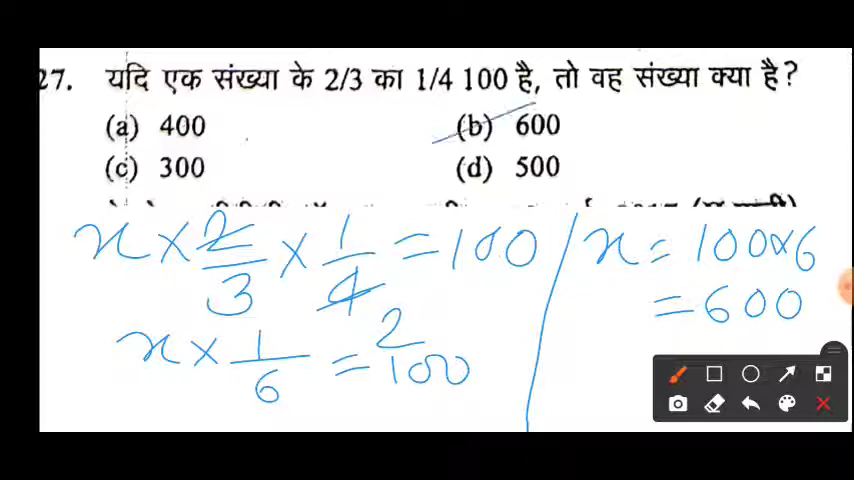 27. यदि एक संख्या के 2/3 का 1/4 100 है, तो वह संख्या क्या है?
(a) 400 (b) 600
(c) 300 (d) 500
x × 2/3 × 1/4 = 100
2
x × 1/6 = 100
x = 100×6
= 600